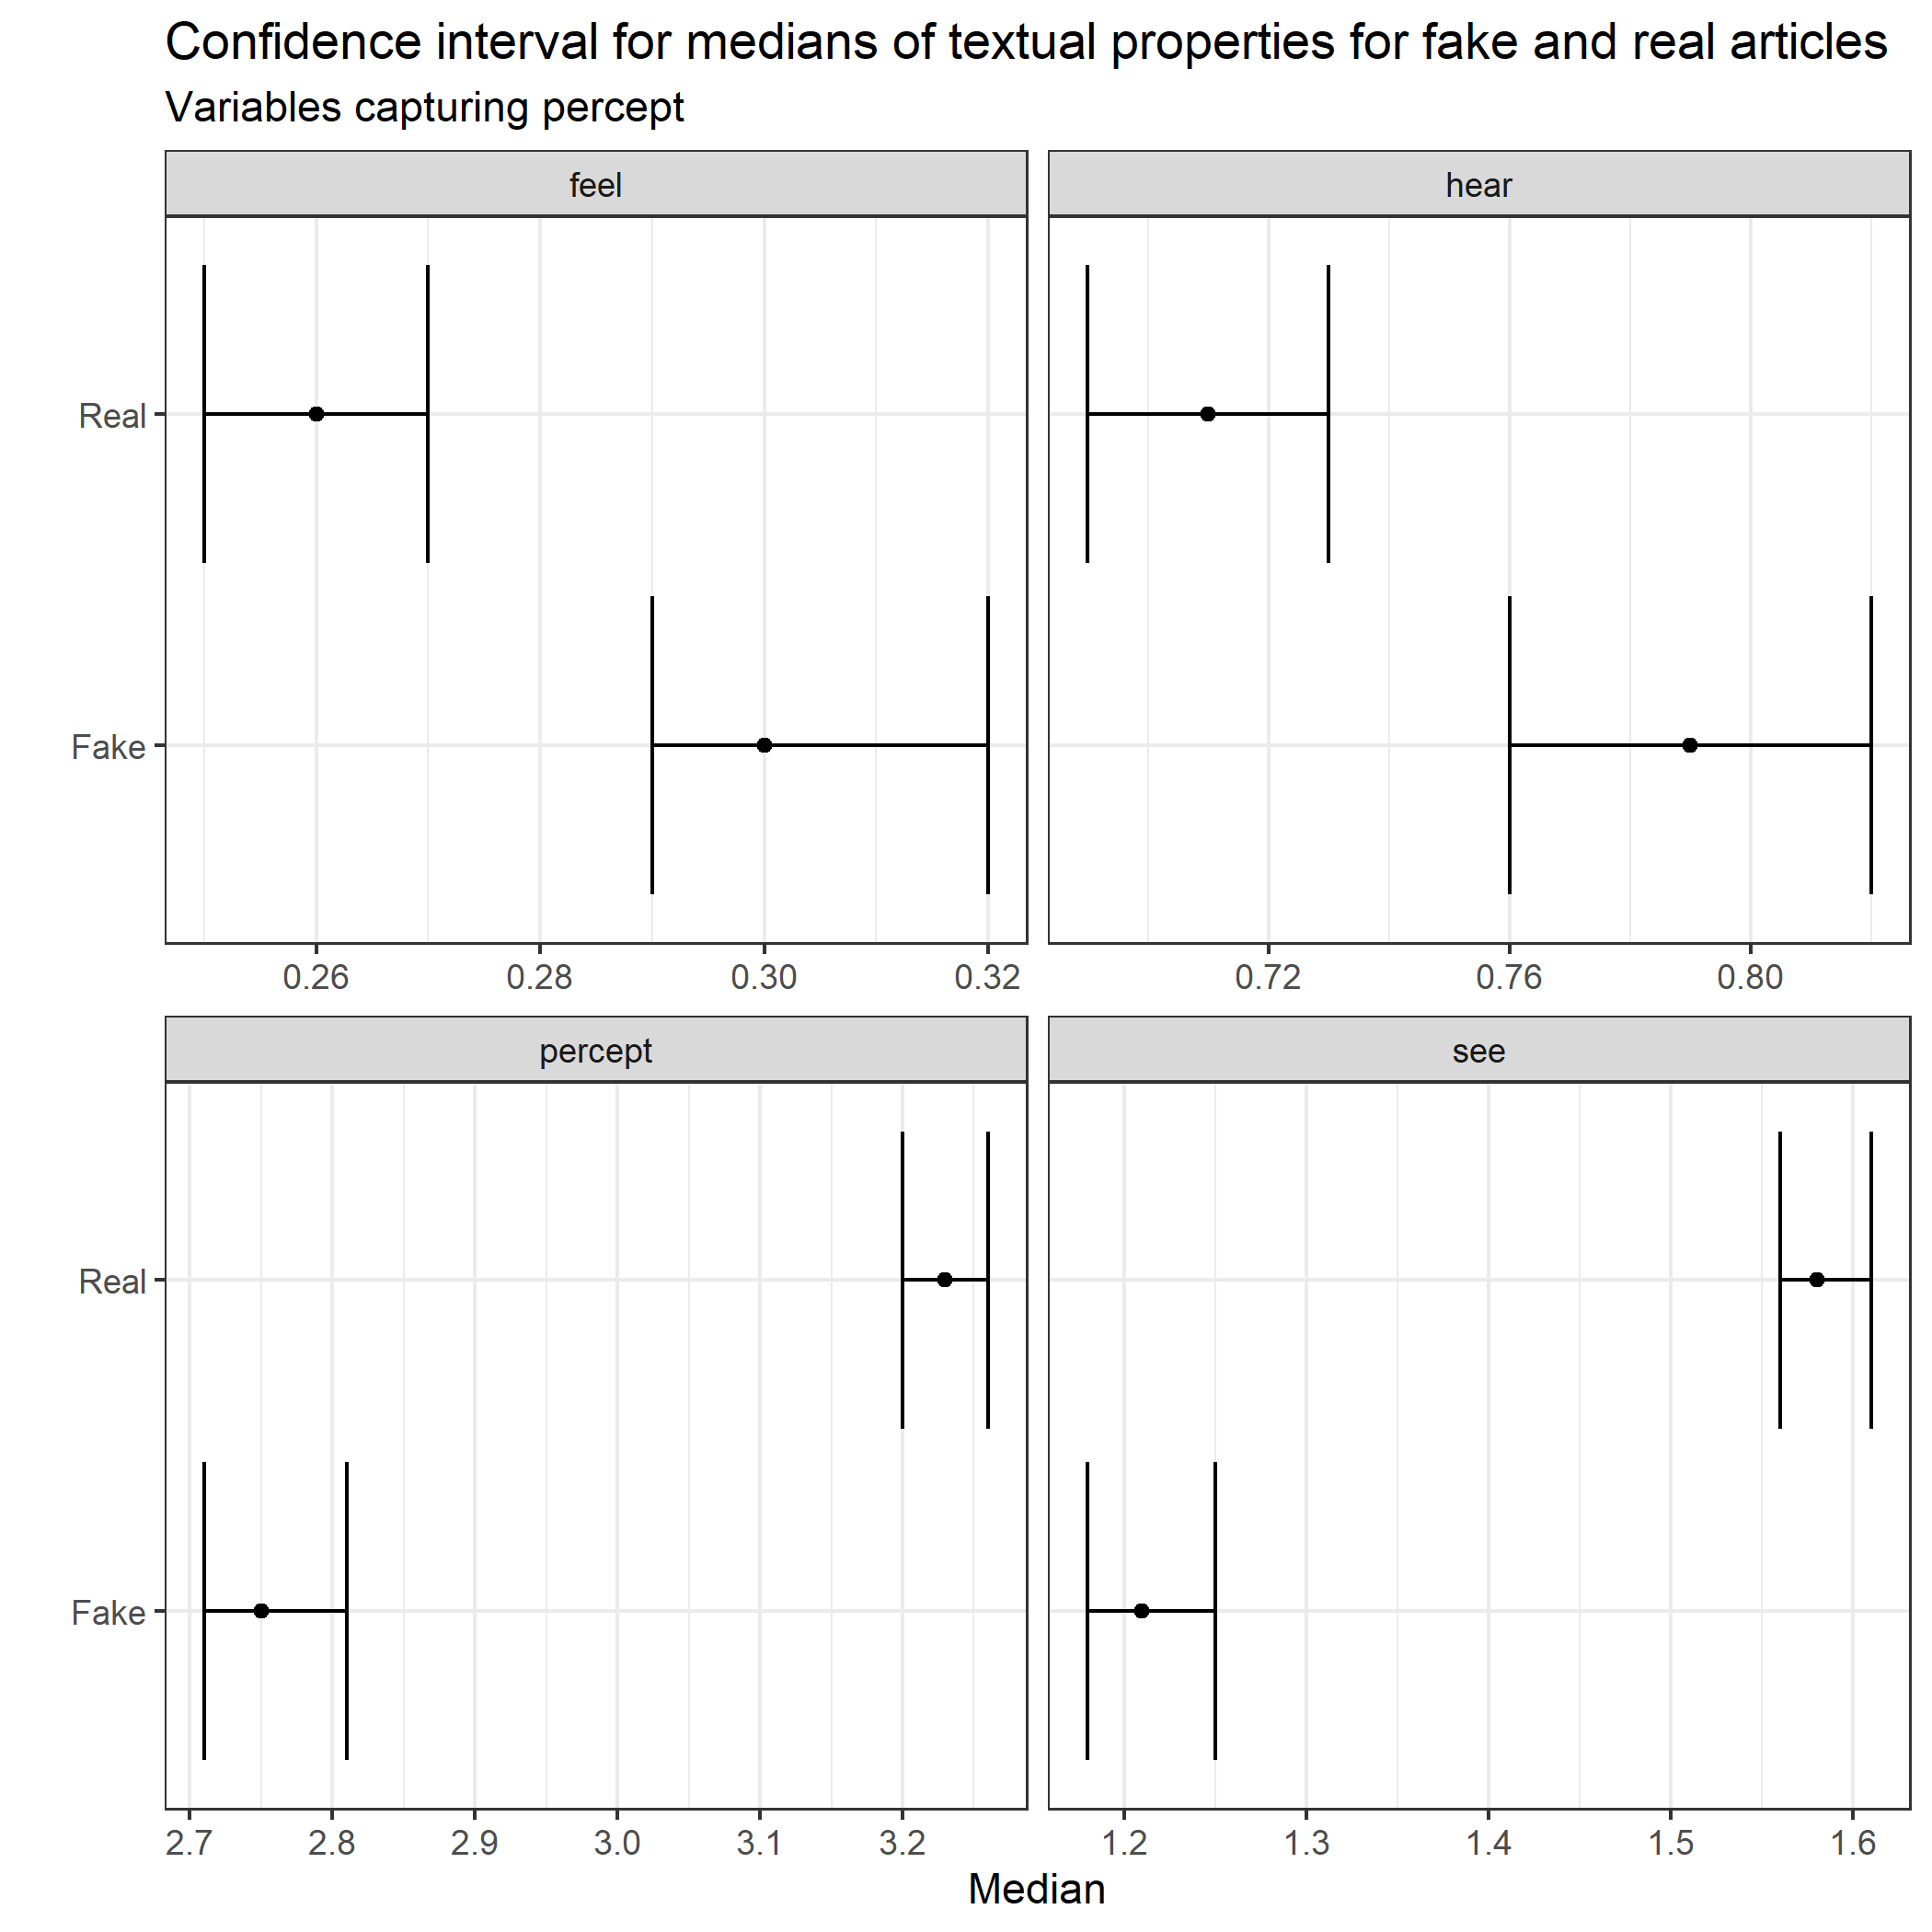 Confidence interval for medians of textual properties for fake and real articles
Variables capturing percept
feel
hear
Real
Fake
0.26 0.28 0.30 0.32
0.72 0.76 0.80
percept
see
Real
Fake
2.7 2.8 2.9 3.0 3.1 3.2
1.2 1.3 1.4 1.5 1.6
Median